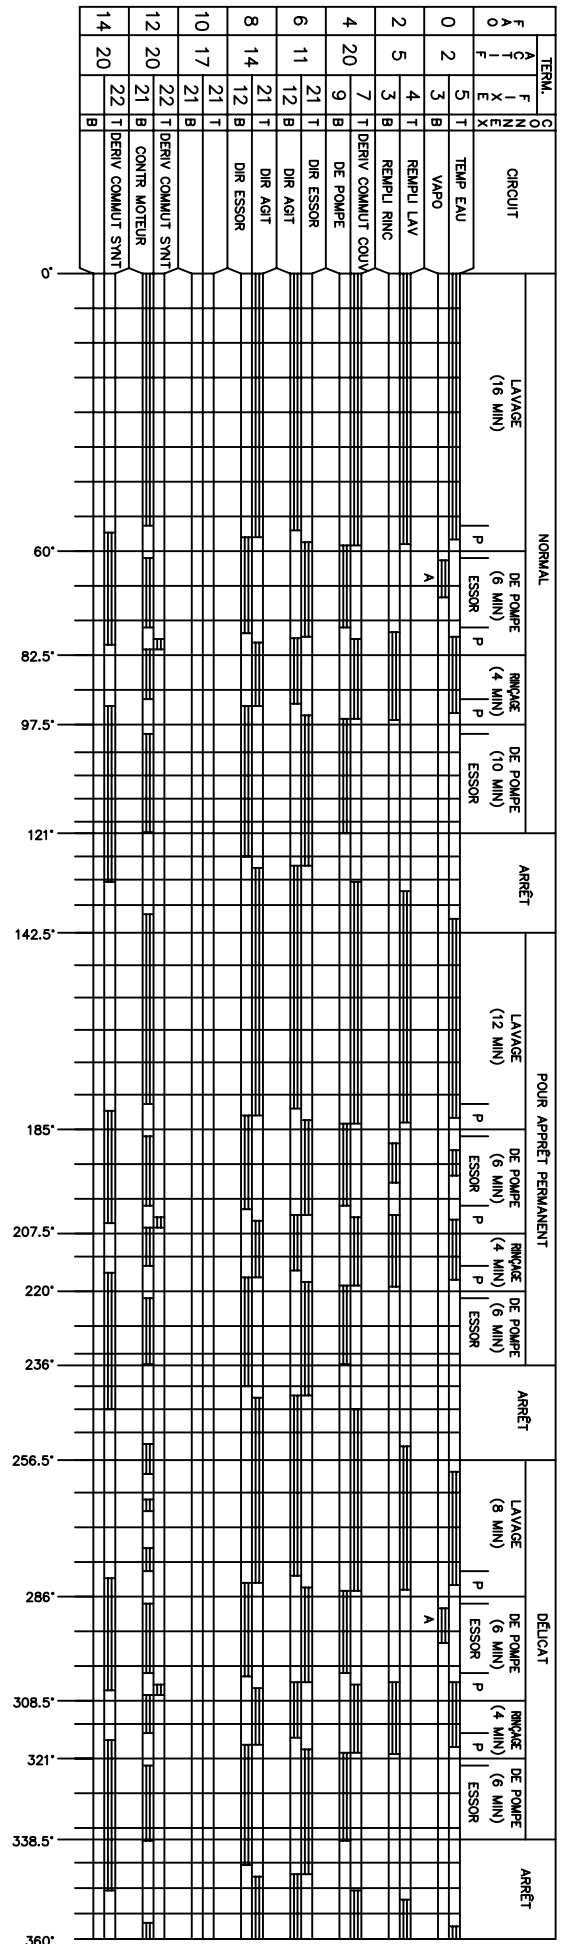 TERM.
FAO
ACTIF
FIXE
CONNEX
CIRCUIT
NORMAL
POUR APPRÊT PERMANENT
DÉLICAT
LAVAGE
(16 MIN)
P
DE POMPE
(6 MIN)
ESSOR
P
RINÇAGE
(4 MIN)
P
DE POMPE
(10 MIN)
ESSOR
ARRÊT
LAVAGE
(12 MIN)
P
DE POMPE
(6 MIN)
ESSOR
P
RINÇAGE
(4 MIN)
P
DE POMPE
(6 MIN)
ESSOR
ARRÊT
LAVAGE
(8 MIN)
P
DE POMPE
(6 MIN)
ESSOR
P
RINÇAGE
(4 MIN)
P
DE POMPE
(6 MIN)
ESSOR
ARRÊT
0 2 5 T TEMP EAU
3 B VAPO A A
2 5 4 T REMPLI LAV
3 B REMPLI RINC
4 20 7 T DERIV COMMUT COUV
9 B DE POMPE
6 11 21 T DIR ESSOR
12 B DIR AGIT
8 14 21 T DIR AGIT
12 B DIR ESSOR
10 17 21 T
21 B
12 20 22 T DERIV COMMUT SYNT
21 B CONTR MOTEUR
14 20 22 T DERIV COMMUT SYNT
B
0° 60° 82.5° 97.5° 121° 142.5° 185° 207.5° 220° 236° 256.5° 286° 308.5° 321° 338.5° 360°